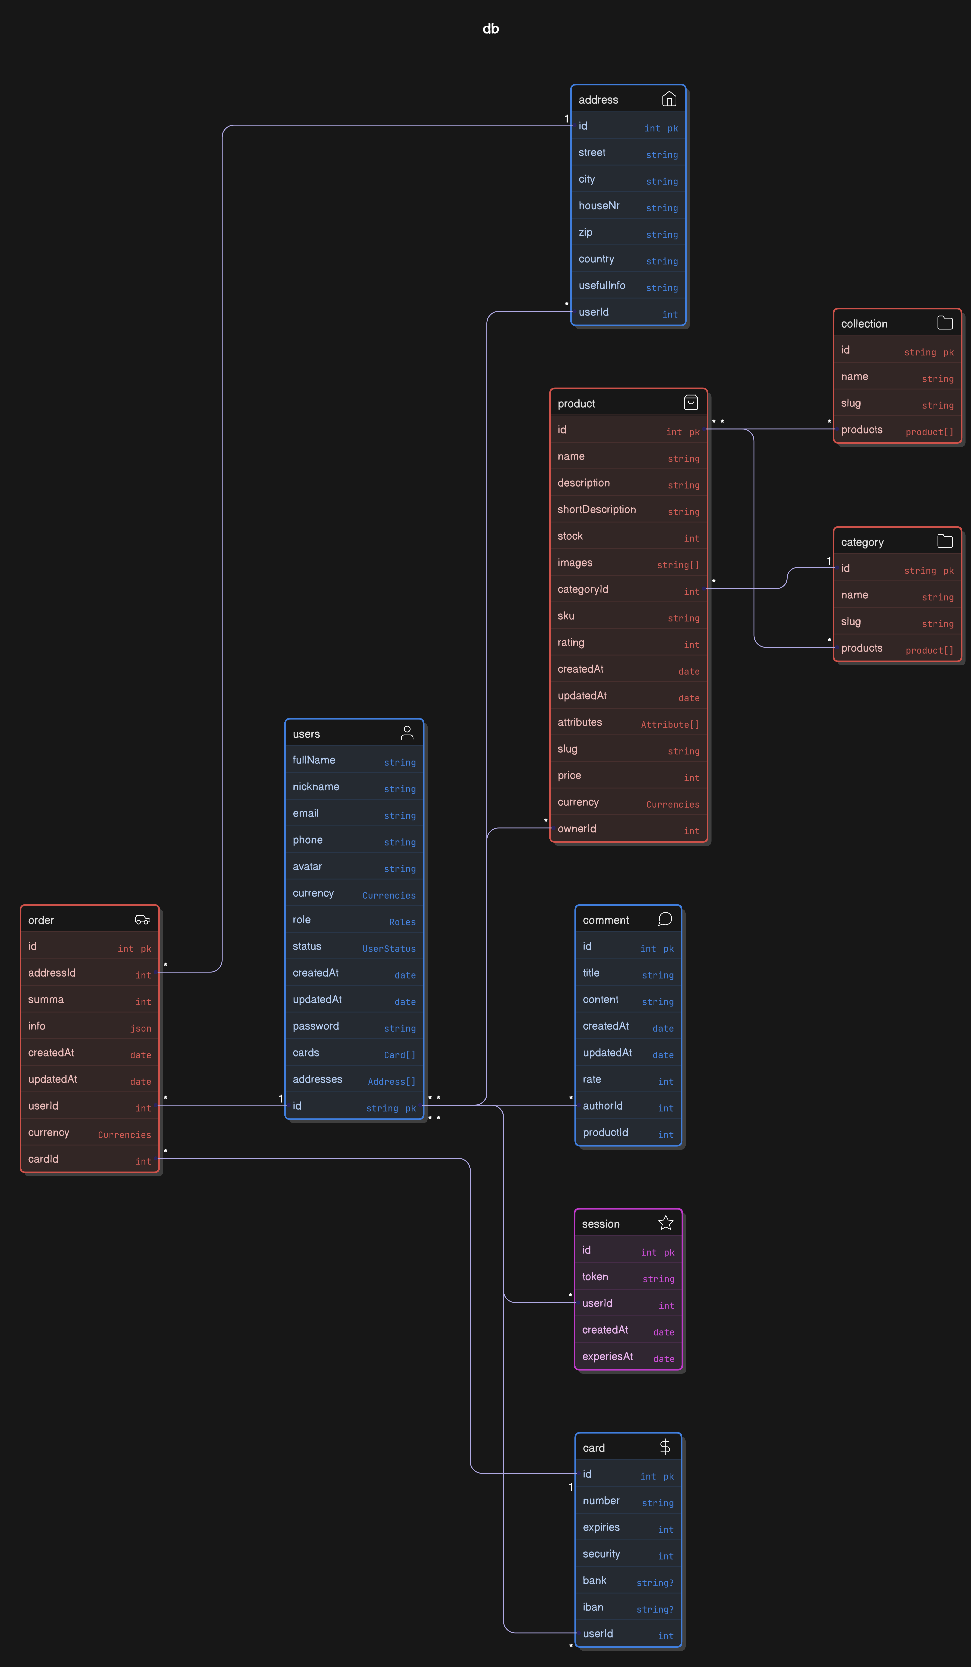 db
address
id int pk
street string
city string
houseNr string
zip string
country string
usefullnfo string
userId int
1
*
collection
id string pk
name string
slug string
products product[]
*
product
id int pk
name string
description string
shortDescription string
stock int
images string[]
categoryId int
sku string
rating int
createdAt date
updatedAt date
attributes Attribute[]
slug string
price int
currency Currencies
ownerId int
* *
*
*
category
id string pk
name string
slug string
products product[]
1
*
users
fullName string
nickname string
email string
phone string
avatar string
currency Currencies
role Roles
status UserStatus
createdAt date
updatedAt date
password string
cards Card[]
addresses Address[]
id string pk
1
* *
* *
order
id int pk
addressId int
summa int
info json
createdAt date
updatedAt date
userId int
currency Currencies
cardId int
*
*
*
comment
id int pk
title string
content string
createdAt date
updatedAt date
rate int
authorId int
productId int
*
session
id int pk
token string
userId int
createdAt date
experiesAt date
*
card
id int pk
number string
expiries int
security int
bank string?
iban string?
userId int
1
*